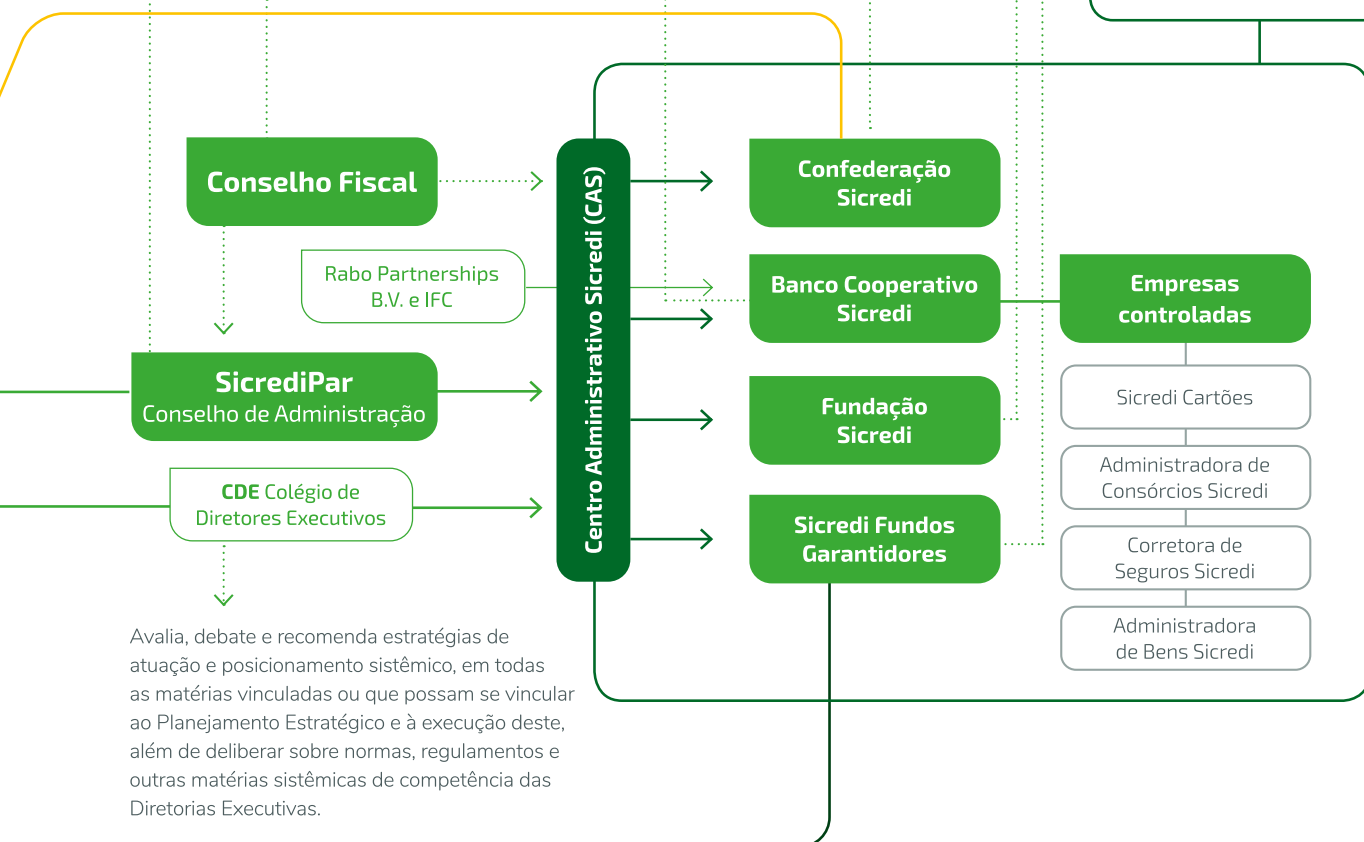 Conselho Fiscal
Rabo Partnerships
B.V. e IFC
SicrediPar
Conselho de Administração
CDE Colégio de
Diretores Executivos
Avalia, debate e recomenda estratégias de
atuação e posicionamento sistêmico, em todas
as matérias vinculadas ou que possam se vincular
ao Planejamento Estratégico e à execução deste,
além de deliberar sobre normas, regulamentos e
outras matérias sistêmicas de competência das
Diretorias Executivas.
Centro Administrativo Sicredi (CAS)
Confederação
Sicredi
Banco Cooperativo
Sicredi
Fundação
Sicredi
Sicredi Fundos
Garantidores
Empresas
controladas
Sicredi Cartões
Administradora de
Consórcios Sicredi
Corretora de
Seguros Sicredi
Administradora
de Bens Sicredi